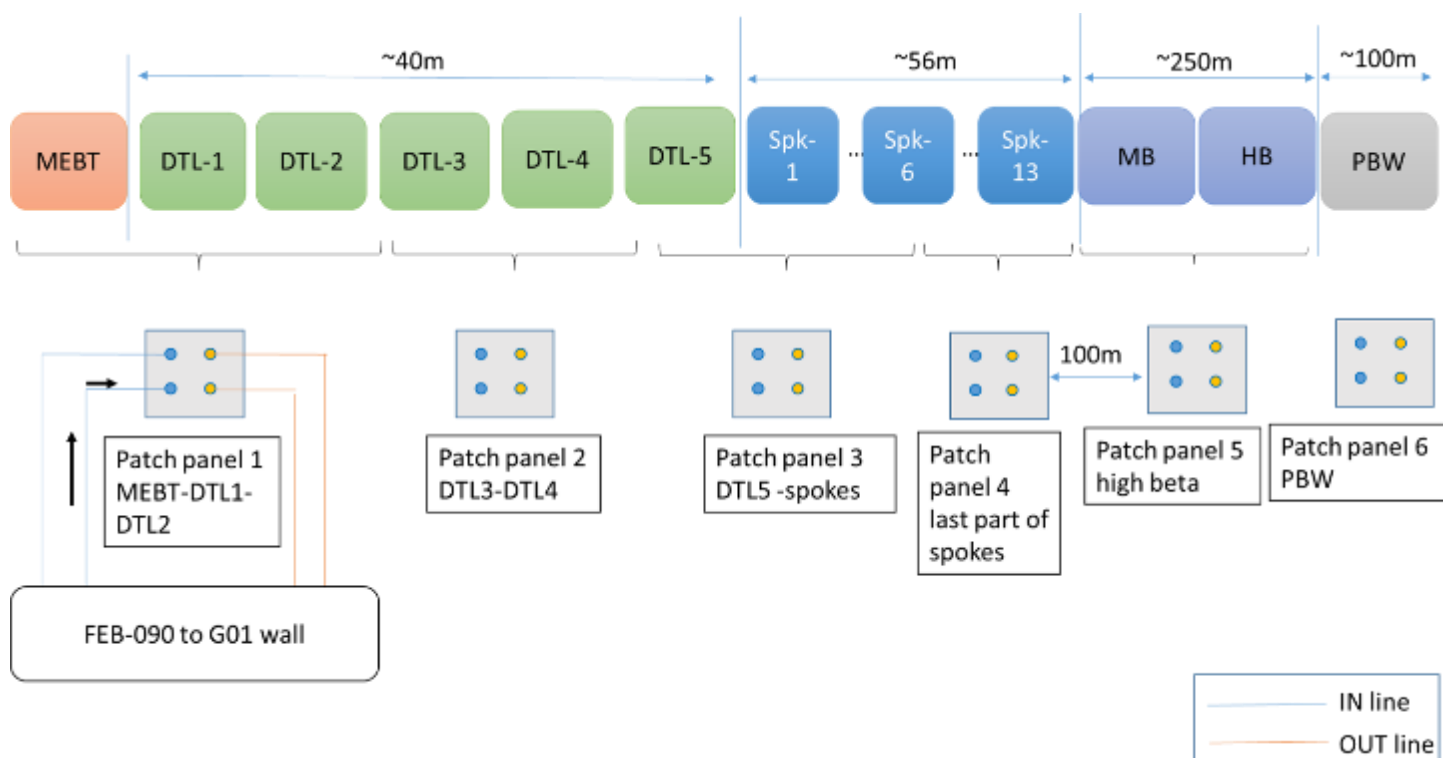 ~40m
~56m
~250m
~100m
MEBT
DTL-1
DTL-2
DTL-3
DTL-4
DTL-5
Spk-
1
...
Spk-
6
...
Spk-
13
MB
HB
PBW
100m
Patch panel 1
MEBT-DTL1-
DTL2
Patch panel 2
DTL3-DTL4
Patch panel 3
DTL5 -spokes
Patch
panel 4
last part of
spokes
Patch panel 5
high beta
Patch panel 6
PBW
FEB-090 to G01 wall
IN line
OUT line